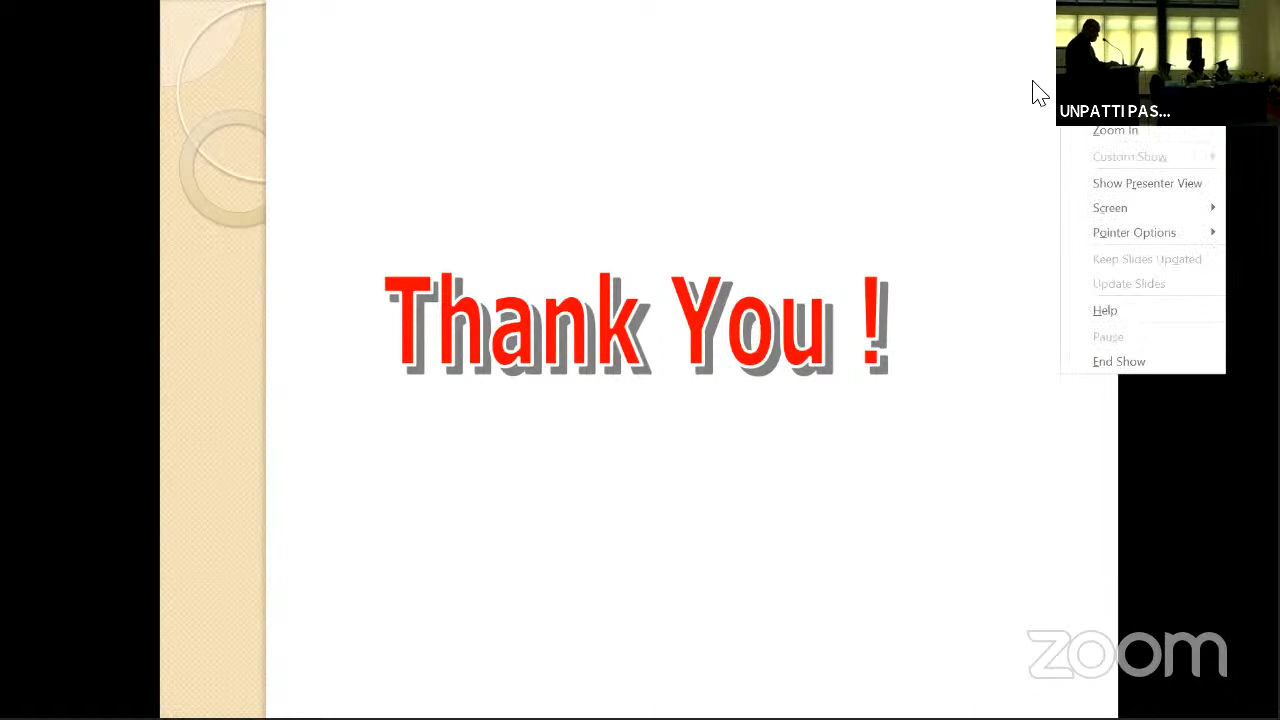 UNPATTI PAS...
Zoom In
Custom Show
Show Presenter View
Screen
Pointer Options
Keep Slides Updated
Update Slides
Help
Pause
End Show
Thank You !
zoom